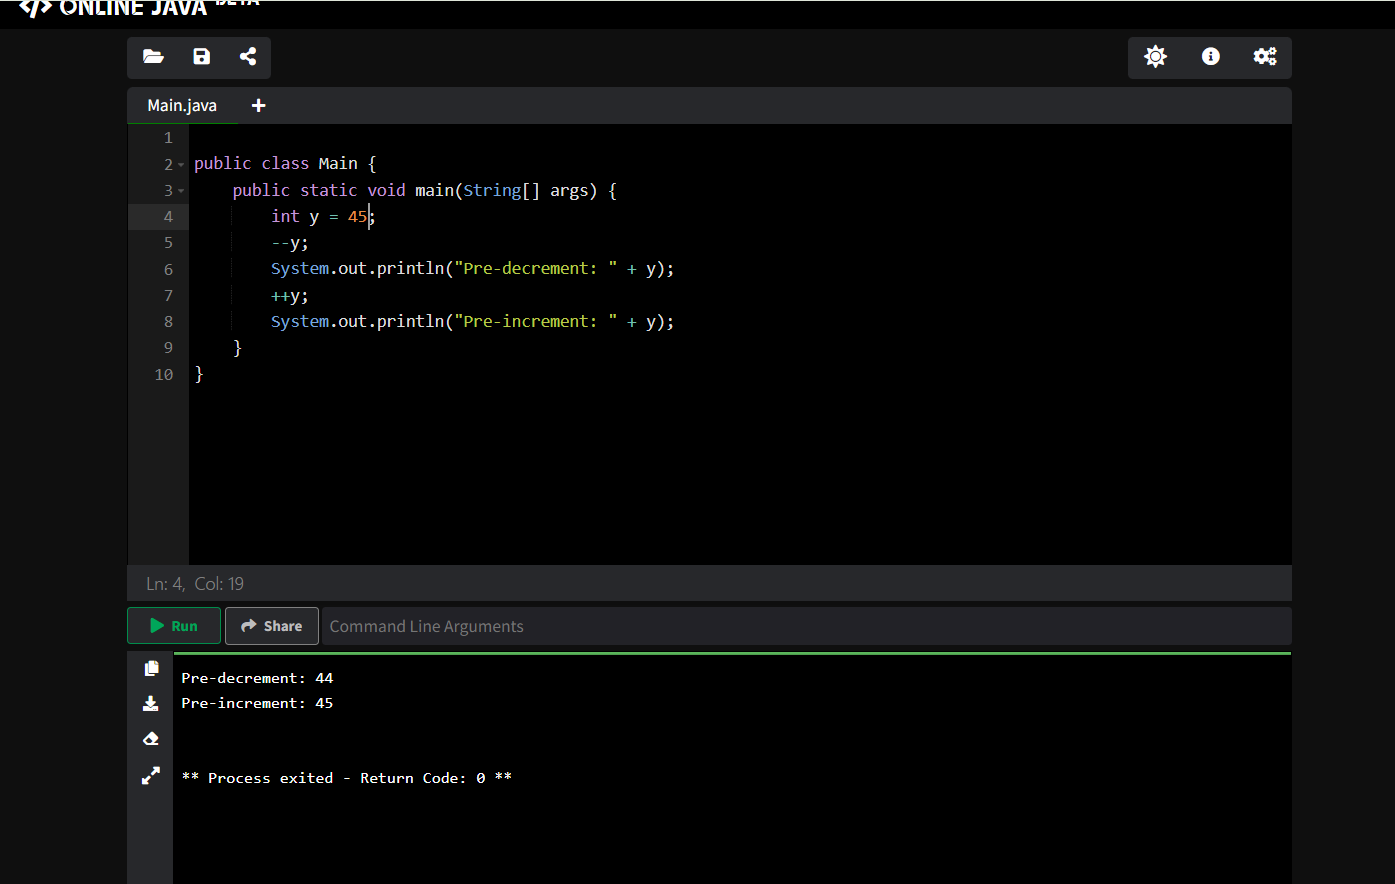 ONLINE JAVA BETA
Main.java
1
2 public class Main {
3     public static void main(String[] args) {
4         int y = 45;
5         --y;
6         System.out.println("Pre-decrement: " + y);
7         ++y;
8         System.out.println("Pre-increment: " + y);
9     }
10 }
Ln: 4, Col: 19
Run Share Command Line Arguments
Pre-decrement: 44
Pre-increment: 45
** Process exited - Return Code: 0 **